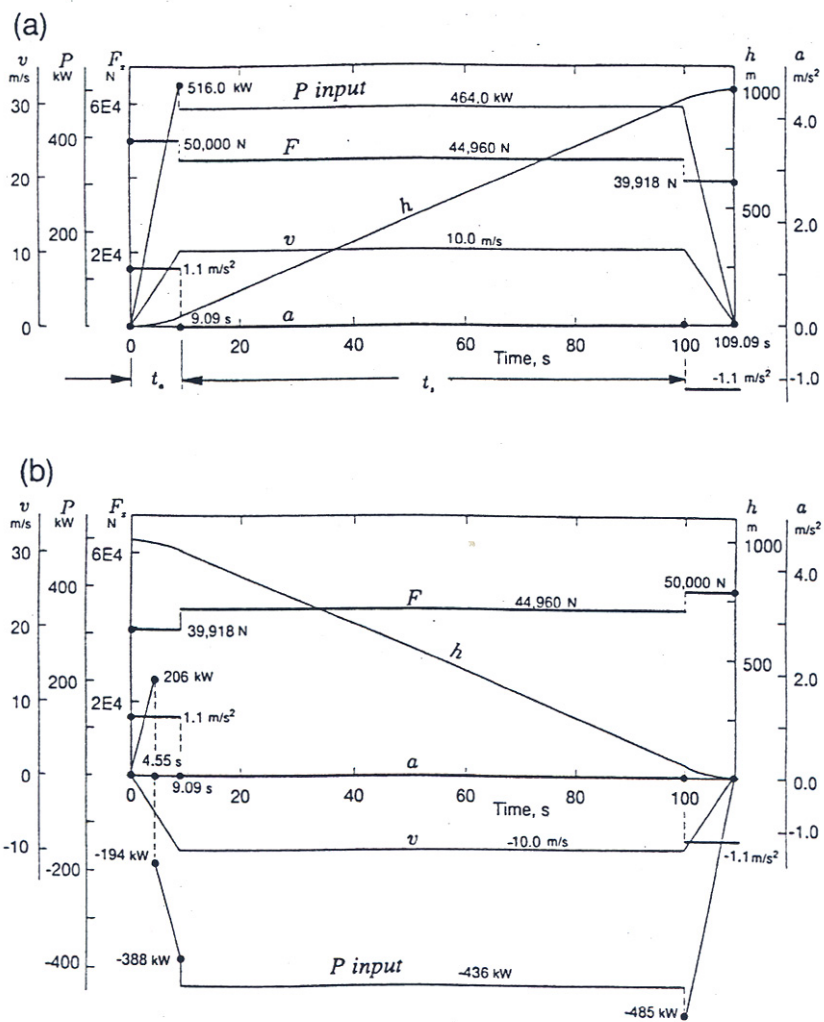 (a)
v P Fz h a
m/s kW N m m/s²
516.0 kW P input 464.0 kW
30 6E4 1000 4.0
400 50,000 N F 44,960 N
20 39,918 N
h 500 2.0
200 v 10.0 m/s
10 2E4 1.1 m/s²
9.09 s a
0 0.0
0 20 40 60 80 100 109.09 s
Time, s
tₐ tₛ -1.1 m/s² -1.0
(b)
v P Fz h a
m/s kW N m m/s²
30 6E4 1000
400 F 44,960 N 50,000 N 4.0
20 39,918 N h
200 206 kW 500 2.0
10 2E4 1.1 m/s²
4.55 s a
0 0.0
9.09 s
0 20 40 60 80 100
Time, s
-10 v -10.0 m/s -1.0
-194 kW -1.1 m/s²
-200
-388 kW P input -436 kW
-400
-485 kW